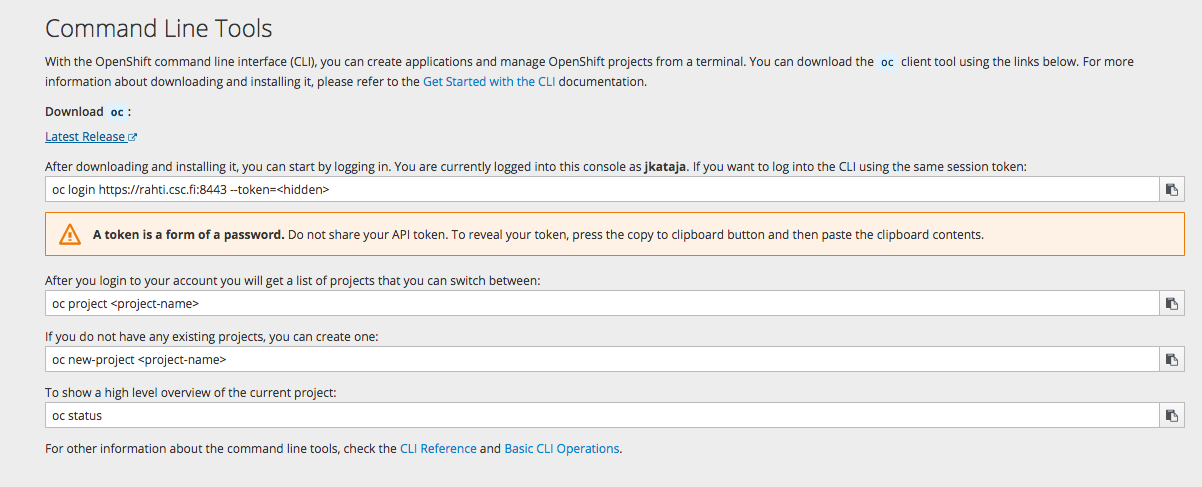 Command Line Tools
With the OpenShift command line interface (CLI), you can create applications and manage OpenShift projects from a terminal. You can download the oc client tool using the links below. For more
information about downloading and installing it, please refer to the Get Started with the CLI documentation.
Download oc :
Latest Release
After downloading and installing it, you can start by logging in. You are currently logged into this console as jkataja. If you want to log into the CLI using the same session token:
oc login https://rahti.csc.fi:8443 --token=<hidden>
A token is a form of a password. Do not share your API token. To reveal your token, press the copy to clipboard button and then paste the clipboard contents.
After you login to your account you will get a list of projects that you can switch between:
oc project <project-name>
If you do not have any existing projects, you can create one:
oc new-project <project-name>
To show a high level overview of the current project:
oc status
For other information about the command line tools, check the CLI Reference and Basic CLI Operations.